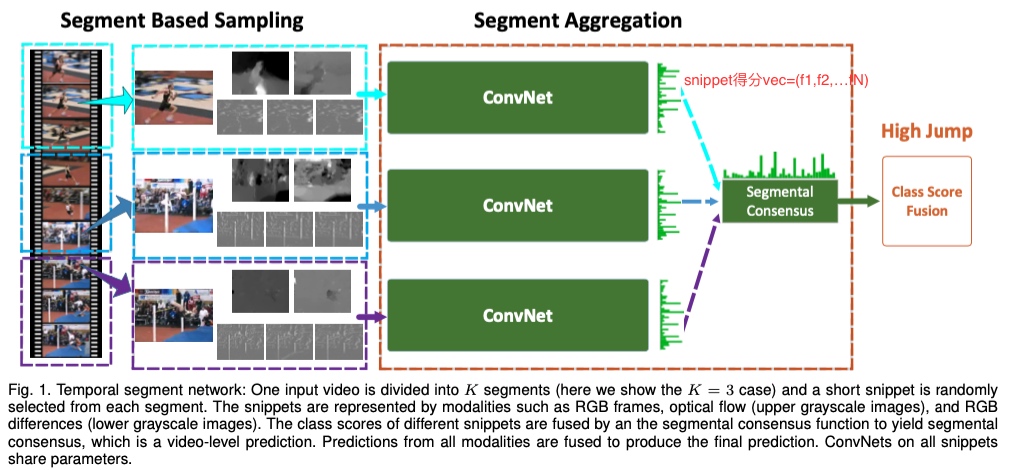 Segment Based Sampling
Segment Aggregation
ConvNet
snippet得分vec=(f1,f2,...fN)
High Jump
ConvNet
Segmental
Consensus
Class Score
Fusion
ConvNet
Fig. 1. Temporal segment network: One input video is divided into K segments (here we show the K = 3 case) and a short snippet is randomly
selected from each segment. The snippets are represented by modalities such as RGB frames, optical flow (upper grayscale images), and RGB
differences (lower grayscale images). The class scores of different snippets are fused by an the segmental consensus function to yield segmental
consensus, which is a video-level prediction. Predictions from all modalities are fused to produce the final prediction. ConvNets on all snippets
share parameters.